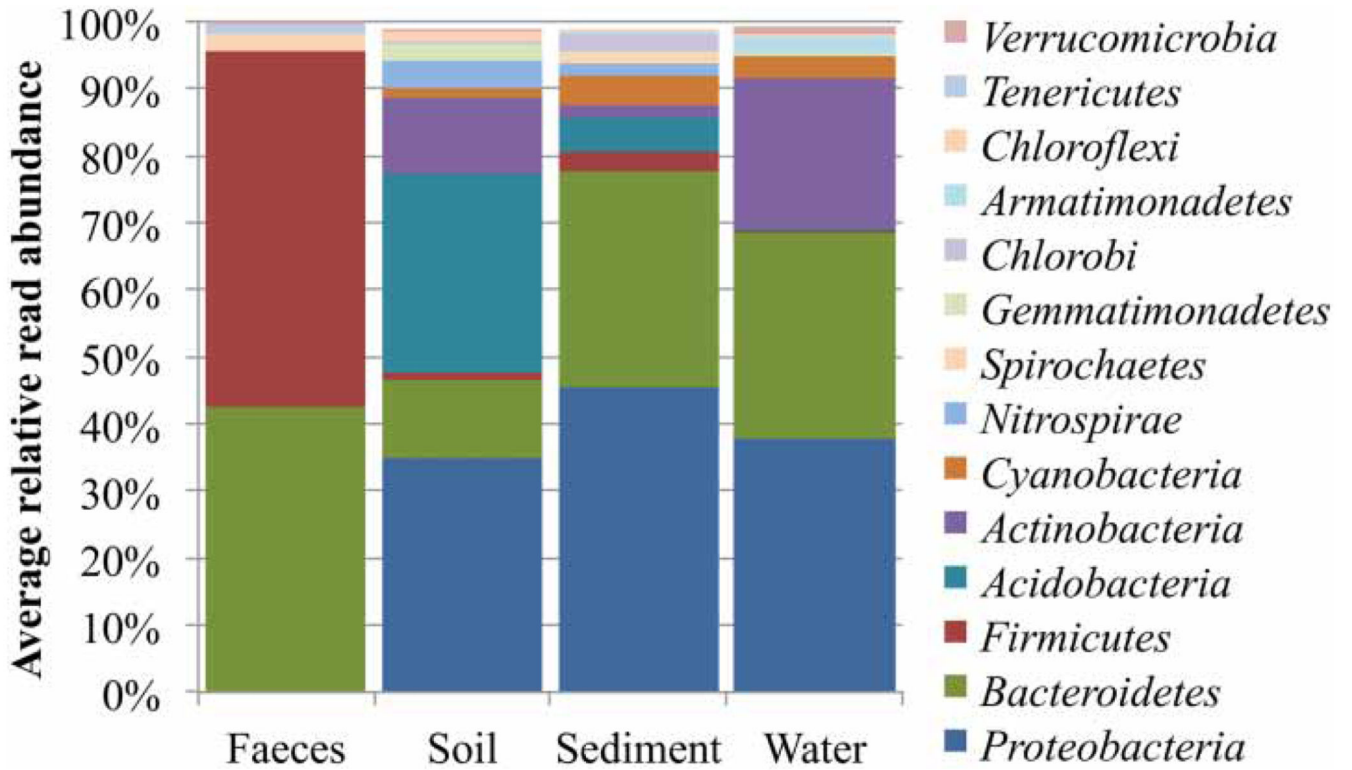 Average relative read abundance
100%
90%
80%
70%
60%
50%
40%
30%
20%
10%
0%
Faeces Soil Sediment Water
Verrucomicrobia
Tenericutes
Chloroflexi
Armatimonadetes
Chlorobi
Gemmatimonadetes
Spirochaetes
Nitrospirae
Cyanobacteria
Actinobacteria
Acidobacteria
Firmicutes
Bacteroidetes
Proteobacteria